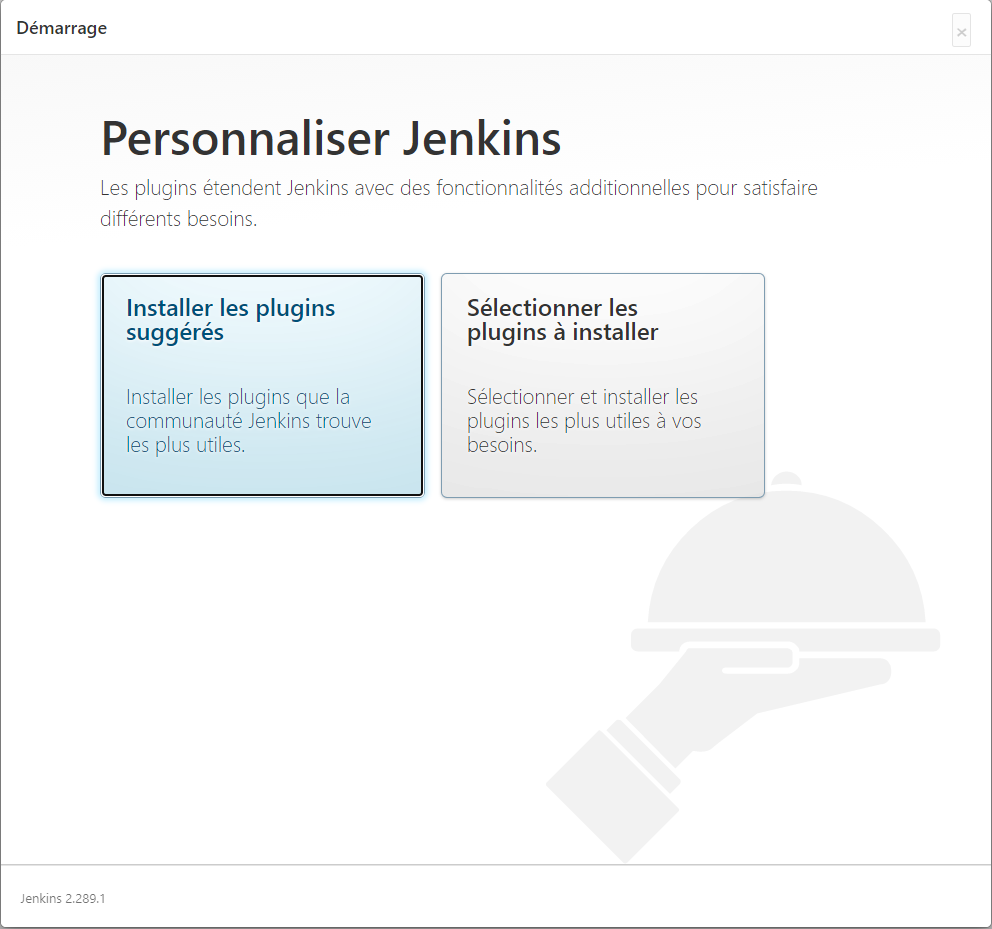 Démarrage
×
Personnaliser Jenkins
Les plugins étendent Jenkins avec des fonctionnalités additionnelles pour satisfaire
différents besoins.
Installer les plugins
suggérés
Installer les plugins que la
communauté Jenkins trouve
les plus utiles.
Sélectionner les
plugins à installer
Sélectionner et installer les
plugins les plus utiles à vos
besoins.
Jenkins 2.289.1